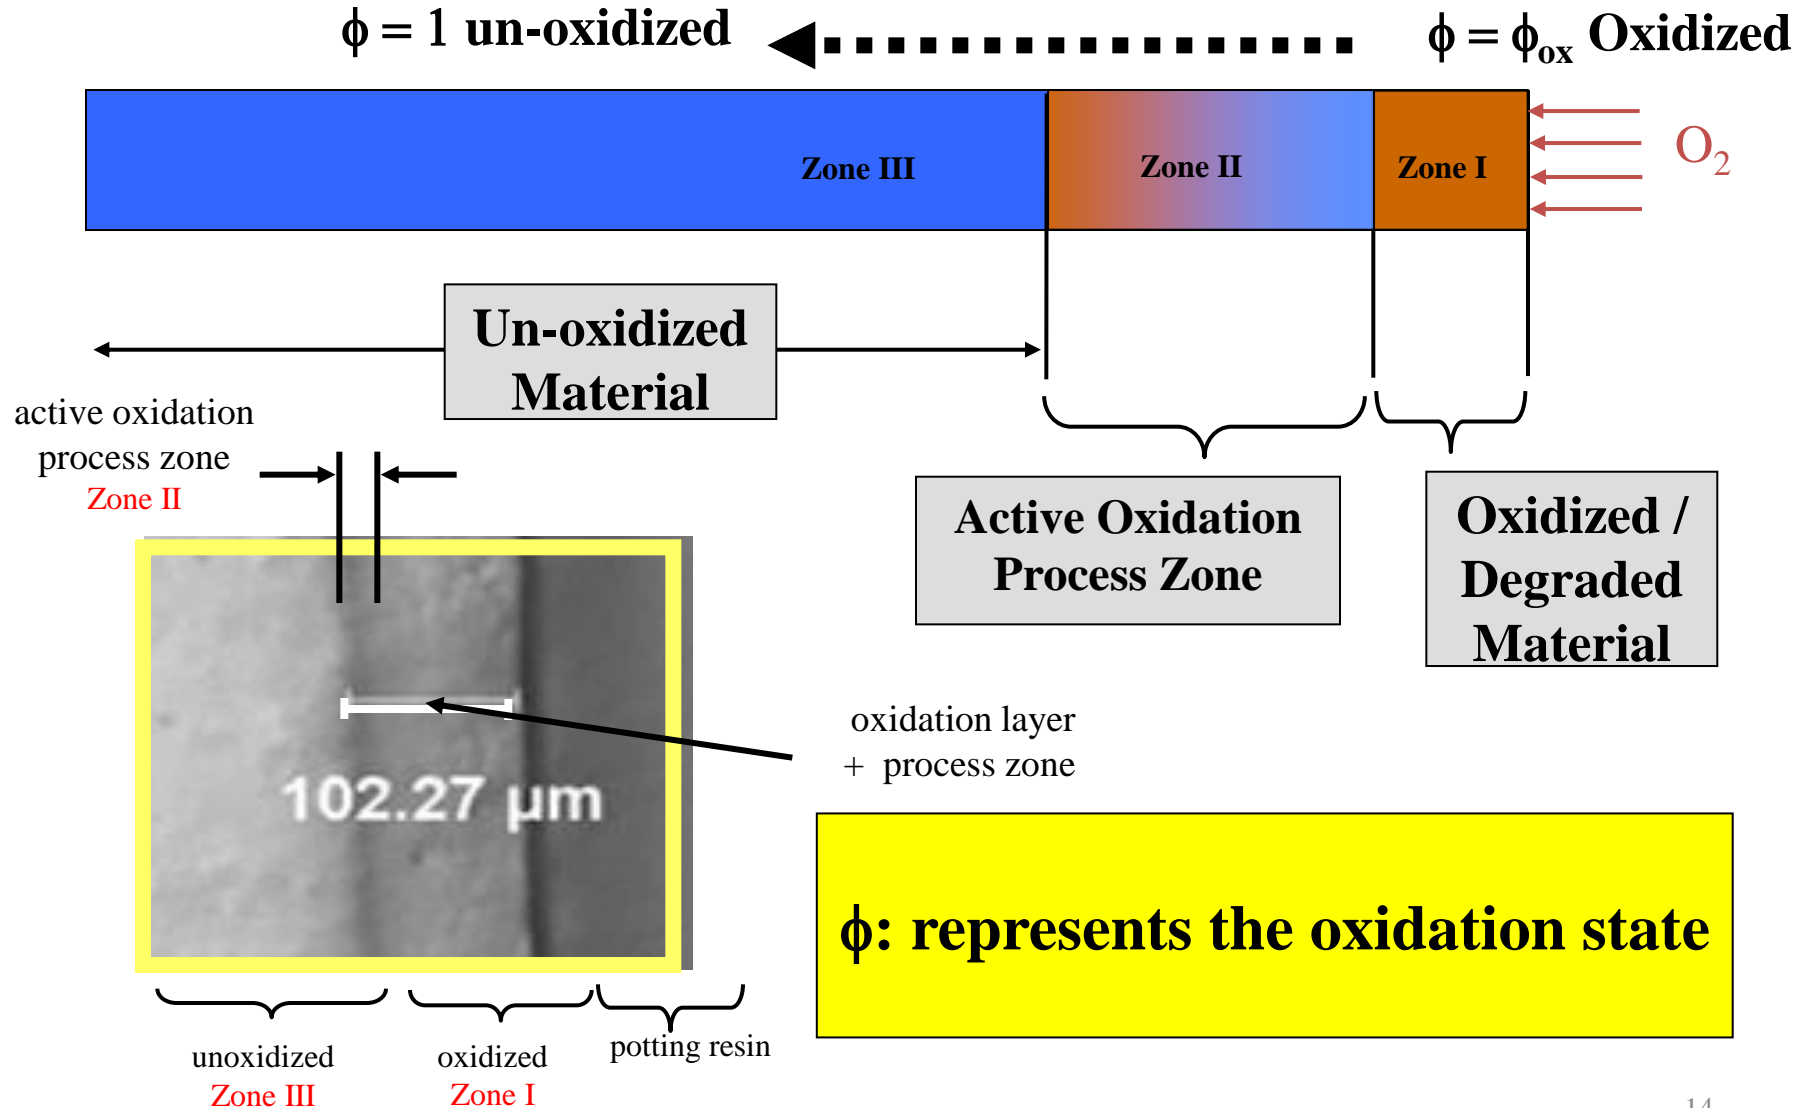 ϕ = 1 un-oxidized
ϕ = ϕox Oxidized
Zone III
Zone II
Zone I
O2
Un-oxidized
Material
active oxidation
process zone
Zone II
Active Oxidation
Process Zone
Oxidized /
Degraded
Material
oxidation layer
+ process zone
102.27 µm
ϕ: represents the oxidation state
unoxidized
Zone III
oxidized
Zone I
potting resin
14